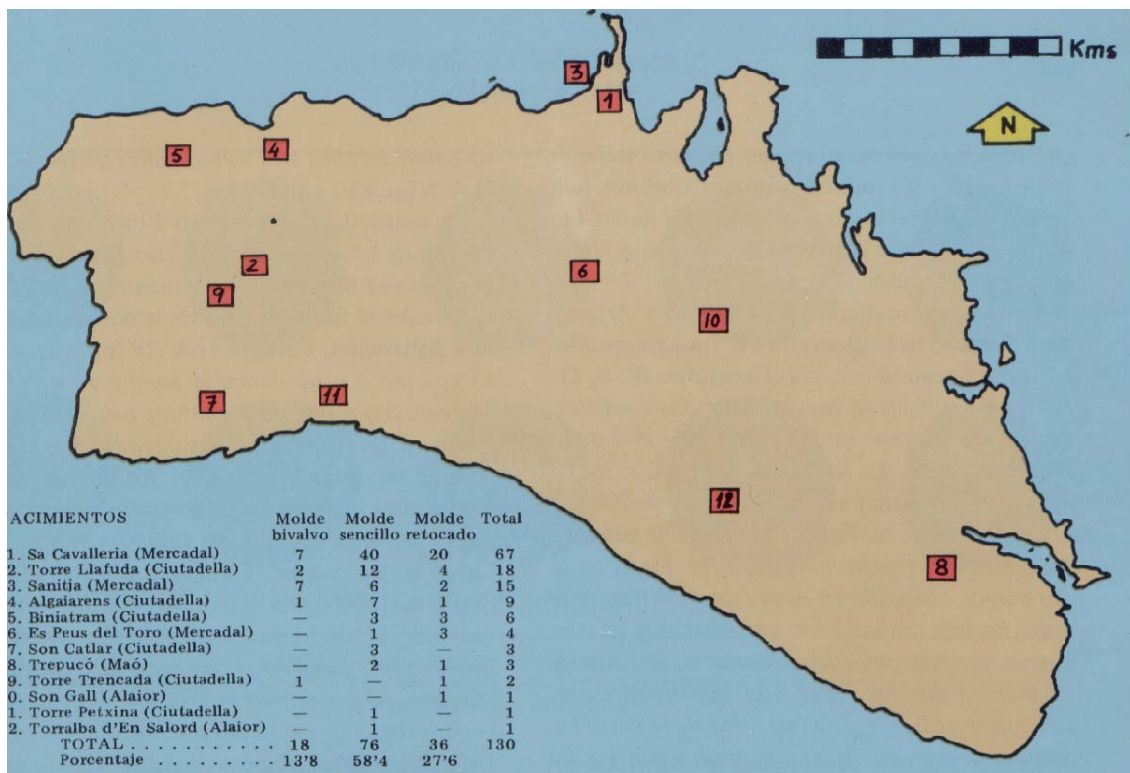 Kms
3
1
N
5
4
2
6
9
10
7
11
12
8
ACIMIENTOS Molde bivalvo Molde sencillo Molde retocado Total
1. Sa Cavalleria (Mercadal) 7 40 20 67
2. Torre Llafuda (Ciutadella) 2 12 4 18
3. Sanitja (Mercadal) 7 6 2 15
4. Algaiarens (Ciutadella) 1 7 1 9
5. Biniatram (Ciutadella) — 3 3 6
6. Es Peus del Toro (Mercadal) — 1 3 4
7. Son Catlar (Ciutadella) — 3 — 3
8. Trepucó (Maó) — 2 1 3
9. Torre Trencada (Ciutadella) 1 — 1 2
0. Son Gall (Alaior) — — 1 1
1. Torre Petxina (Ciutadella) — 1 — 1
2. Torralba d'En Salord (Alaior) — 1 — 1
TOTAL . . . . . . . . . . . 18 76 36 130
Porcentaje . . . . . . . . . . 13'8 58'4 27'6